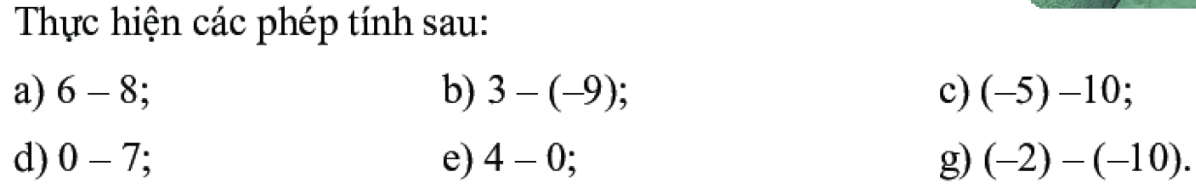 Thực hiện các phép tính sau:
a) 6 – 8; b) 3 – (–9); c) (–5) –10;
d) 0 – 7; e) 4 – 0; g) (–2) – (–10).